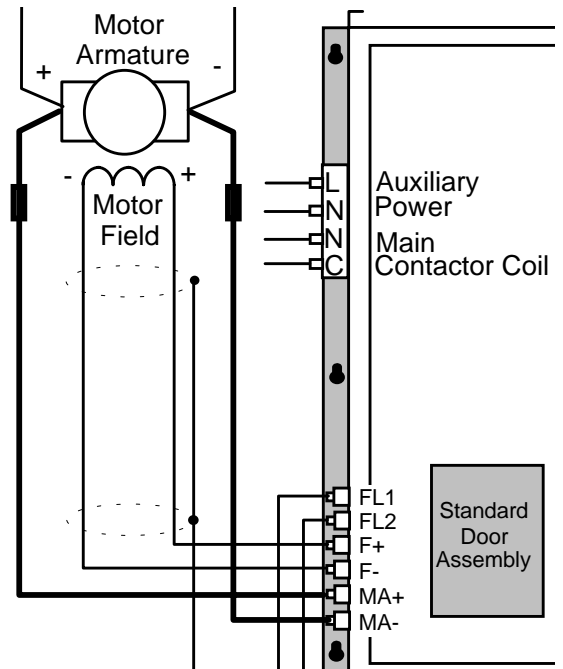 Motor
Armature
+
-
-
+
Motor
Field
L
Auxiliary
N
Power
N
Main
C
Contactor Coil
FL1
FL2
F+
F-
MA+
MA-
Standard
Door
Assembly